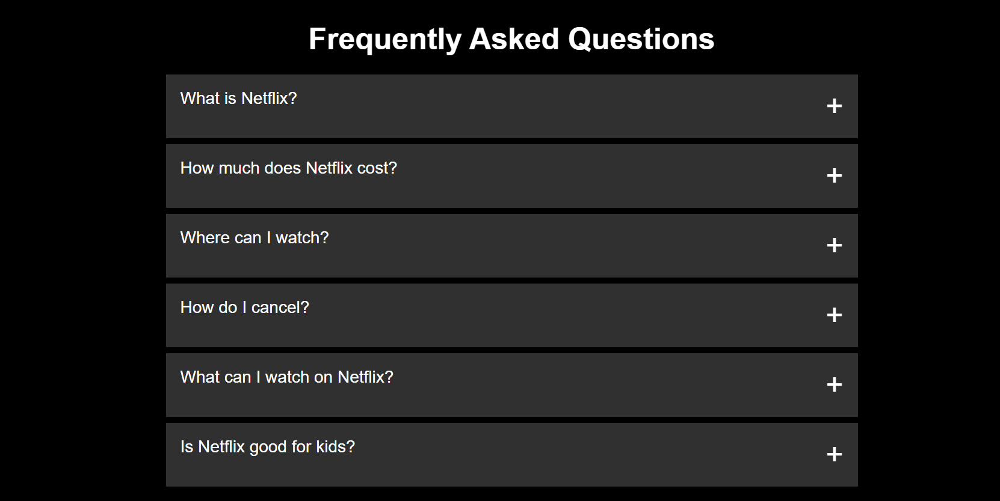 Frequently Asked Questions
What is Netflix?
+
How much does Netflix cost?
+
Where can I watch?
+
How do I cancel?
+
What can I watch on Netflix?
+
Is Netflix good for kids?
+